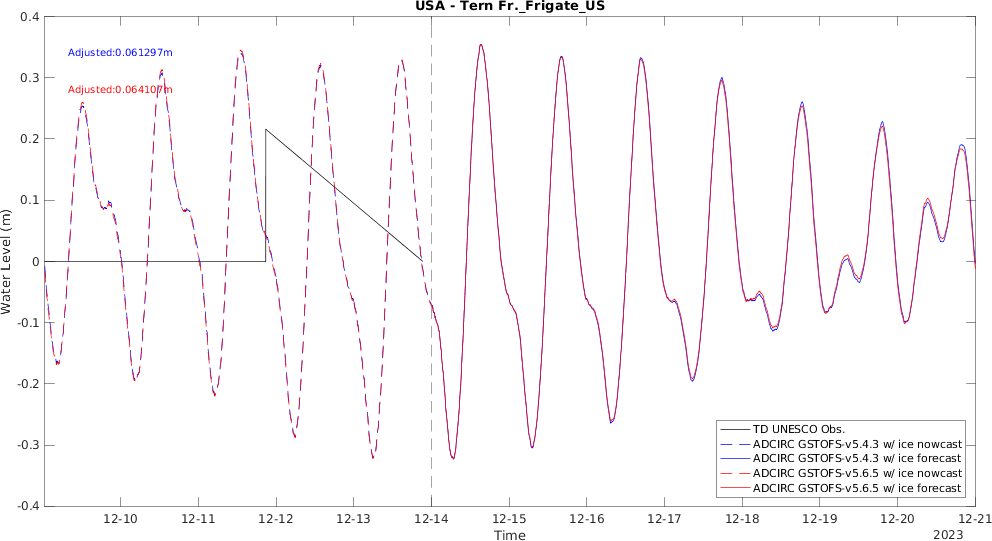 USA - Tern Fr._Frigate_US
0.4
0.3
0.2
0.1
0
-0.1
-0.2
-0.3
-0.4
Water Level (m)
Adjusted:0.061297m
Adjusted:0.064107m
TD UNESCO Obs.
ADCIRC GSTOFS-v5.4.3 w/ ice nowcast
ADCIRC GSTOFS-v5.4.3 w/ ice forecast
ADCIRC GSTOFS-v5.6.5 w/ ice nowcast
ADCIRC GSTOFS-v5.6.5 w/ ice forecast
12-10 12-11 12-12 12-13 12-14 12-15 12-16 12-17 12-18 12-19 12-20 12-21
Time
2023